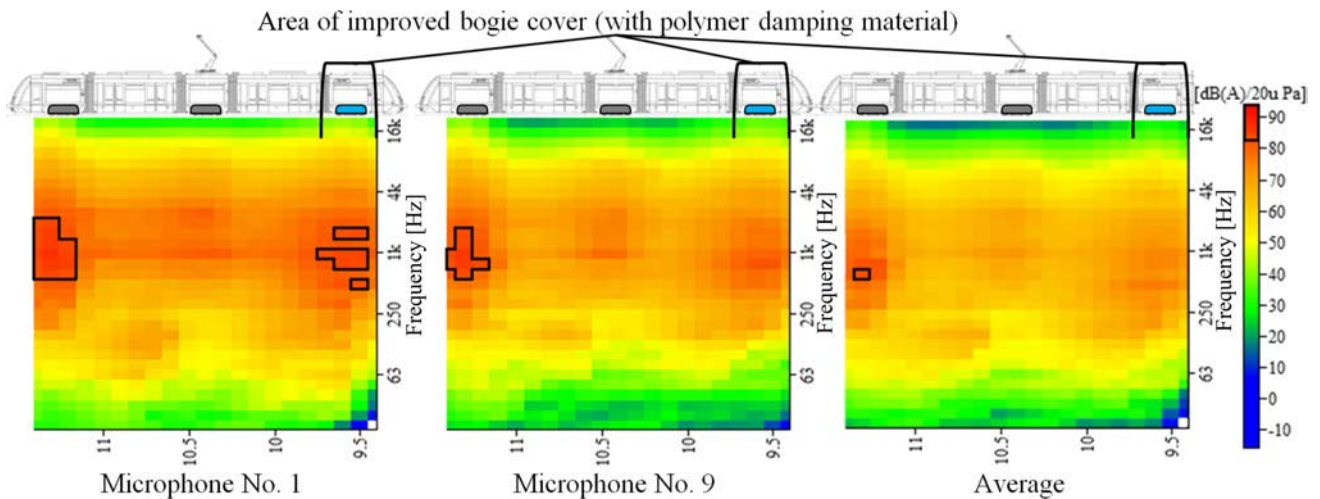 Area of improved bogie cover (with polymer damping material)
[dB(A)/20u Pa]
16k
4k
1k
250
63
Frequency [Hz]
11
10.5
10
9.5
Microphone No. 1
16k
4k
1k
250
63
Frequency [Hz]
11
10.5
10
9.5
Microphone No. 9
16k
4k
1k
250
63
Frequency [Hz]
11
10.5
10
9.5
Average
90
80
70
60
50
40
30
20
10
0
-10